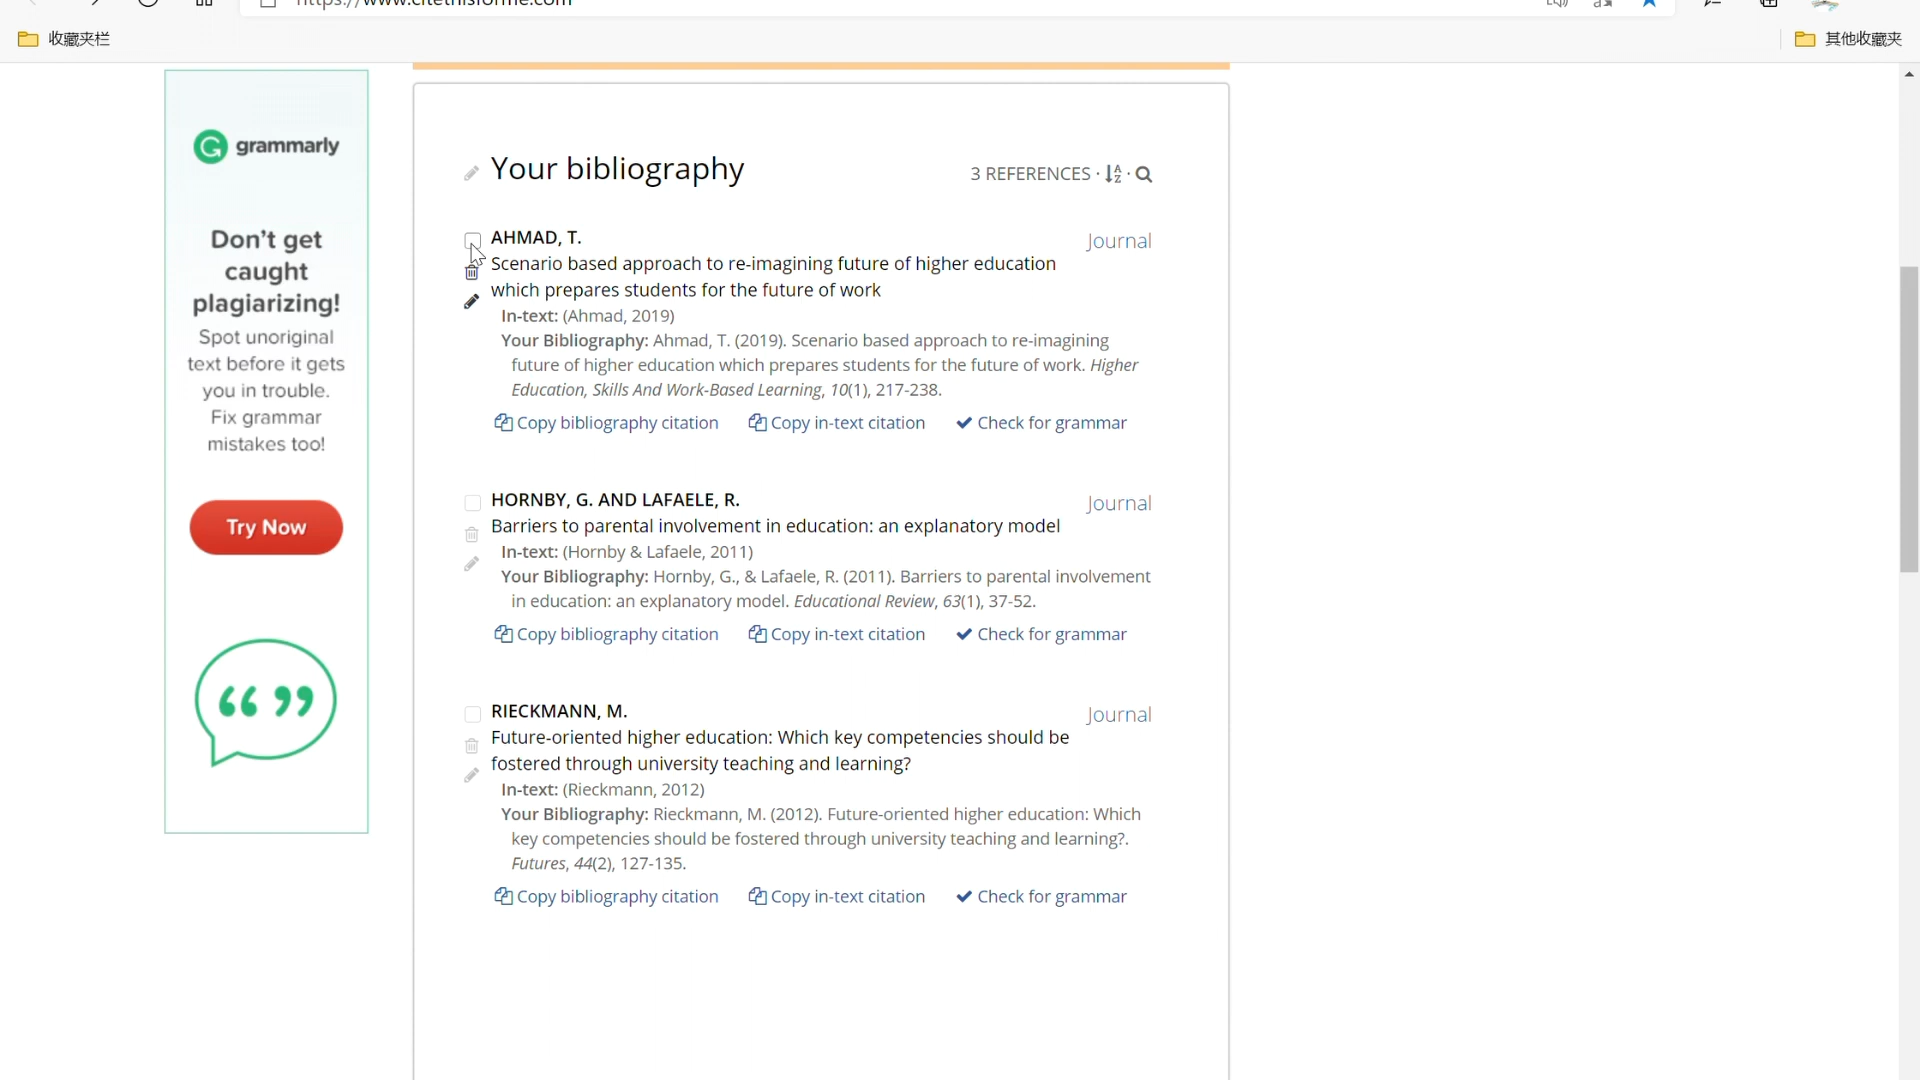 https://www.citethisforme.com
收藏夹栏
其他收藏夹
grammarly
Don't get
caught
plagiarizing!
Spot unoriginal
text before it gets
you in trouble.
Fix grammar
mistakes too!
Try Now
Your bibliography
3 REFERENCES ·
AHMAD, T.
Journal
Scenario based approach to re-imagining future of higher education
which prepares students for the future of work
In-text: (Ahmad, 2019)
Your Bibliography: Ahmad, T. (2019). Scenario based approach to re-imagining
future of higher education which prepares students for the future of work. Higher
Education, Skills And Work-Based Learning, 10(1), 217-238.
Copy bibliography citation Copy in-text citation Check for grammar
HORNBY, G. AND LAFAELE, R.
Journal
Barriers to parental involvement in education: an explanatory model
In-text: (Hornby & Lafaele, 2011)
Your Bibliography: Hornby, G., & Lafaele, R. (2011). Barriers to parental involvement
in education: an explanatory model. Educational Review, 63(1), 37-52.
Copy bibliography citation Copy in-text citation Check for grammar
RIECKMANN, M.
Journal
Future-oriented higher education: Which key competencies should be
fostered through university teaching and learning?
In-text: (Rieckmann, 2012)
Your Bibliography: Rieckmann, M. (2012). Future-oriented higher education: Which
key competencies should be fostered through university teaching and learning?.
Futures, 44(2), 127-135.
Copy bibliography citation Copy in-text citation Check for grammar